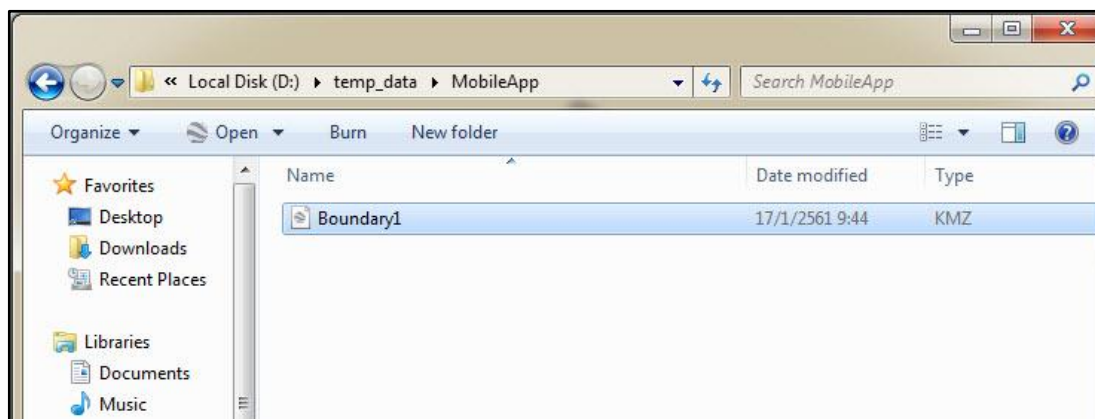 « Local Disk (D:) ▸ temp_data ▸ MobileApp
Search MobileApp
Organize ▾ Open ▾ Burn New folder
Name Date modified Type
Favorites
Desktop
Downloads
Recent Places
Libraries
Documents
Music
Boundary1 17/1/2561 9:44 KMZ